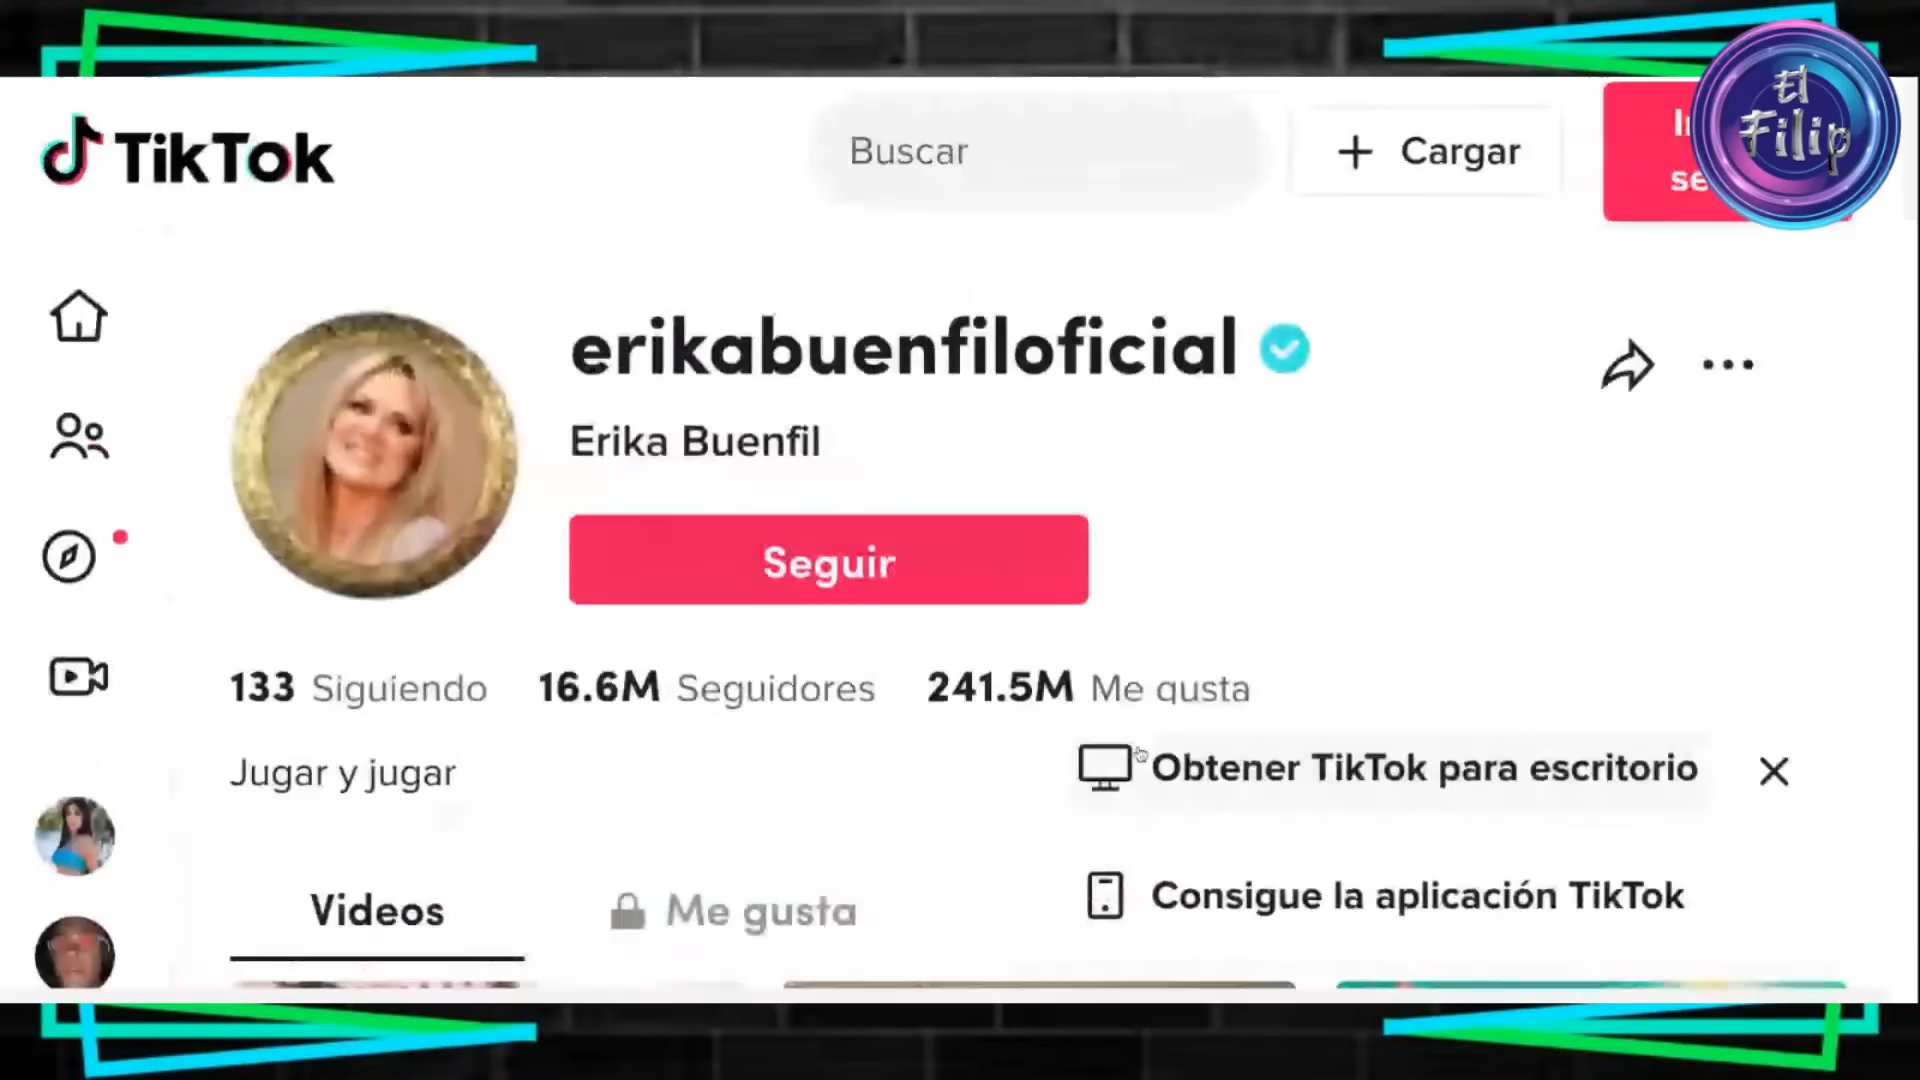 El
Filip
TikTok
Buscar
+ Cargar
erikabuenfiloficial
Erika Buenfil
Seguir
133 Siguiendo 16.6M Seguidores 241.5M Me gusta
Jugar y jugar
Obtener TikTok para escritorio
Consigue la aplicación TikTok
Videos Me gusta